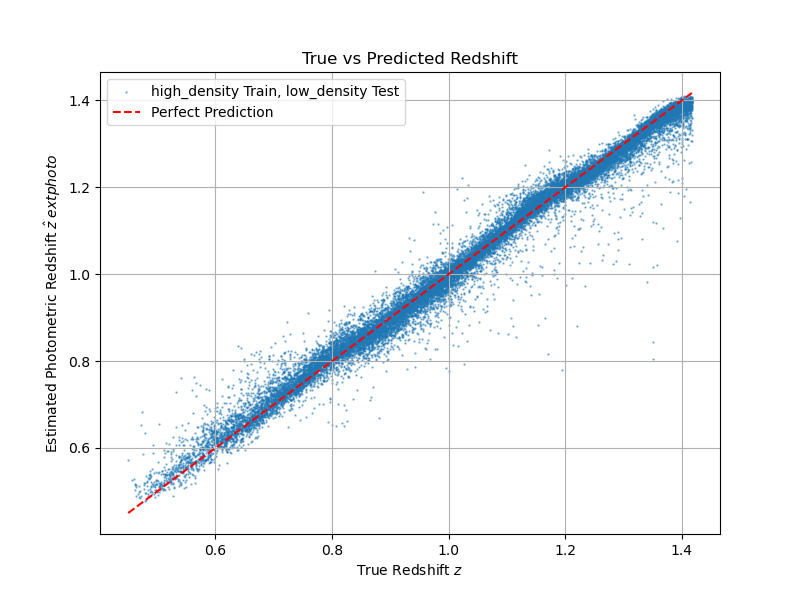 True vs Predicted Redshift
high_density Train, low_density Test
Perfect Prediction
Estimated Photometric Redshift ẑ extphoto
1.4
1.2
1.0
0.8
0.6
0.6 0.8 1.0 1.2 1.4
True Redshift z